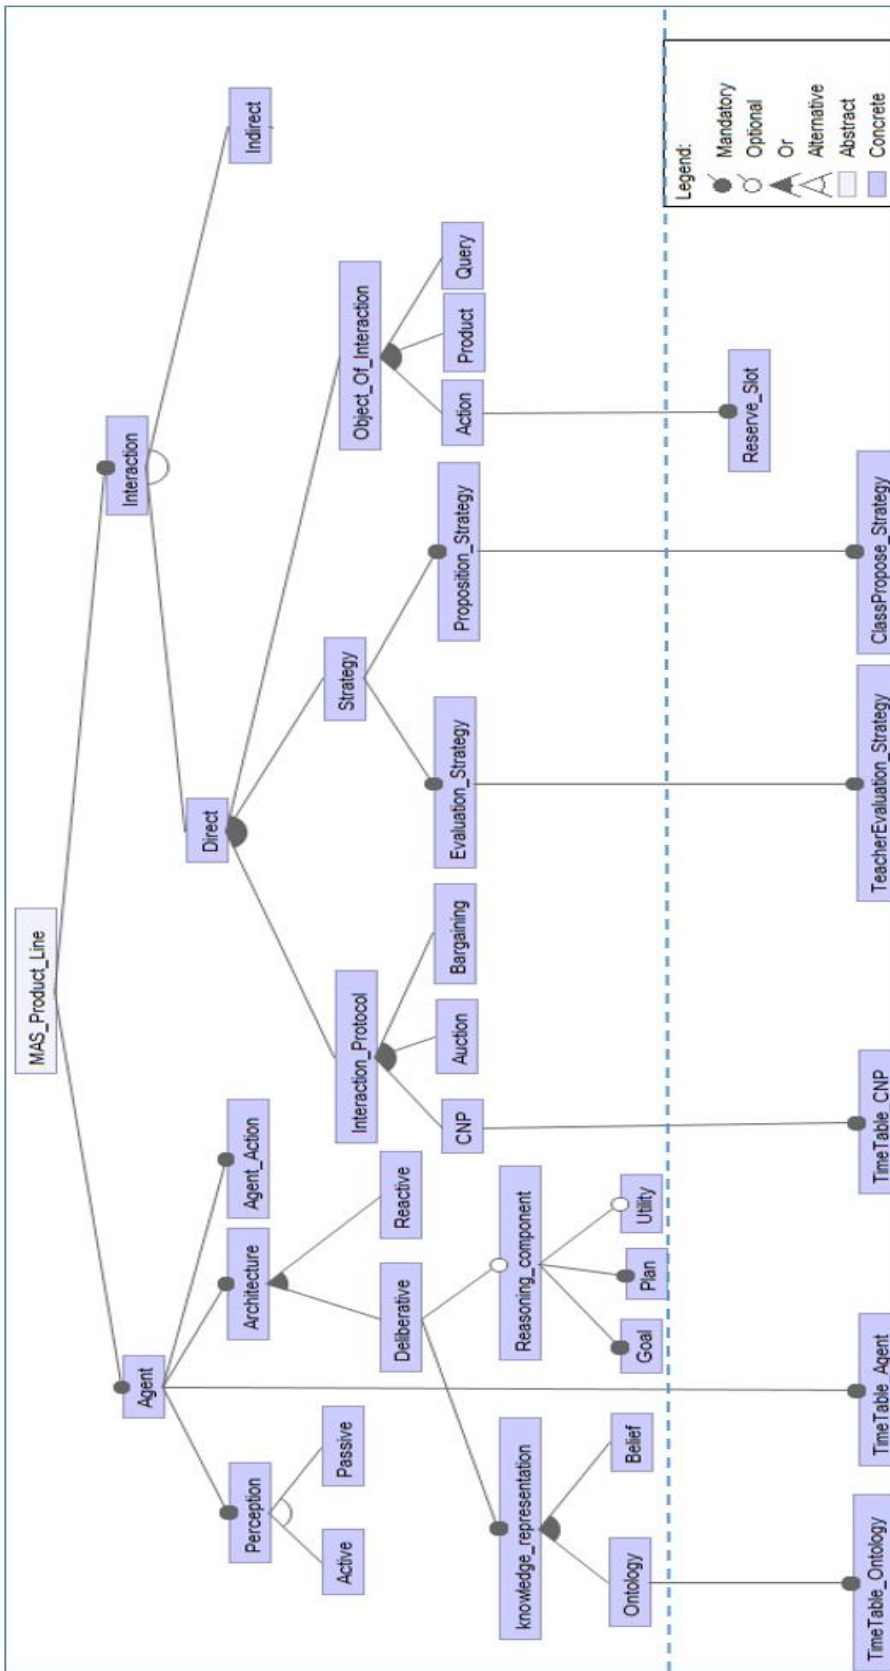 MAS_Product_Line
Agent
Interaction
Perception
Architecture
Agent_Action
Direct
Indirect
Active
Passive
Deliberative
Reactive
Interaction_Protocol
Strategy
Object_Of_Interaction
knowledge_representation
Reasoning_component
CNP
Auction
Bargaining
Evaluation_Strategy
Proposition_Strategy
Action
Product
Query
Ontology
Belief
Goal
Plan
Utility
Reserve_Slot
TimeTable_Ontology
TimeTable_Agent
TimeTable_CNP
TeacherEvaluation_Strategy
ClassPropose_Strategy
Legend:
Mandatory
Optional
Or
Alternative
Abstract
Concrete